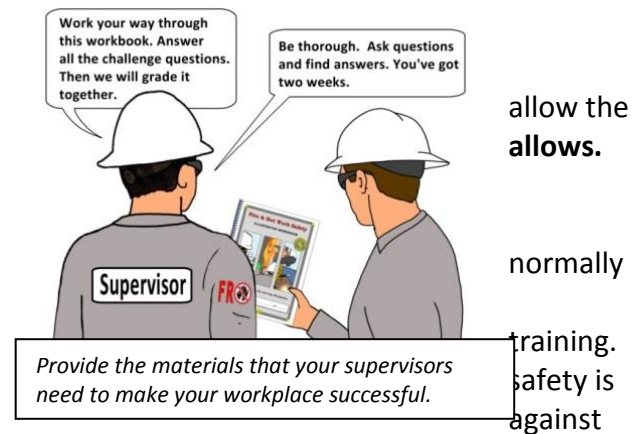 Work your way through
this workbook. Answer
all the challenge questions.
Then we will grade it
together.
Be thorough. Ask questions
and find answers. You've got
two weeks.
allow the
allows.
normally
training.
safety is
against
Supervisor
FR
Fire & Hot Work Safety
Provide the materials that your supervisors
need to make your workplace successful.